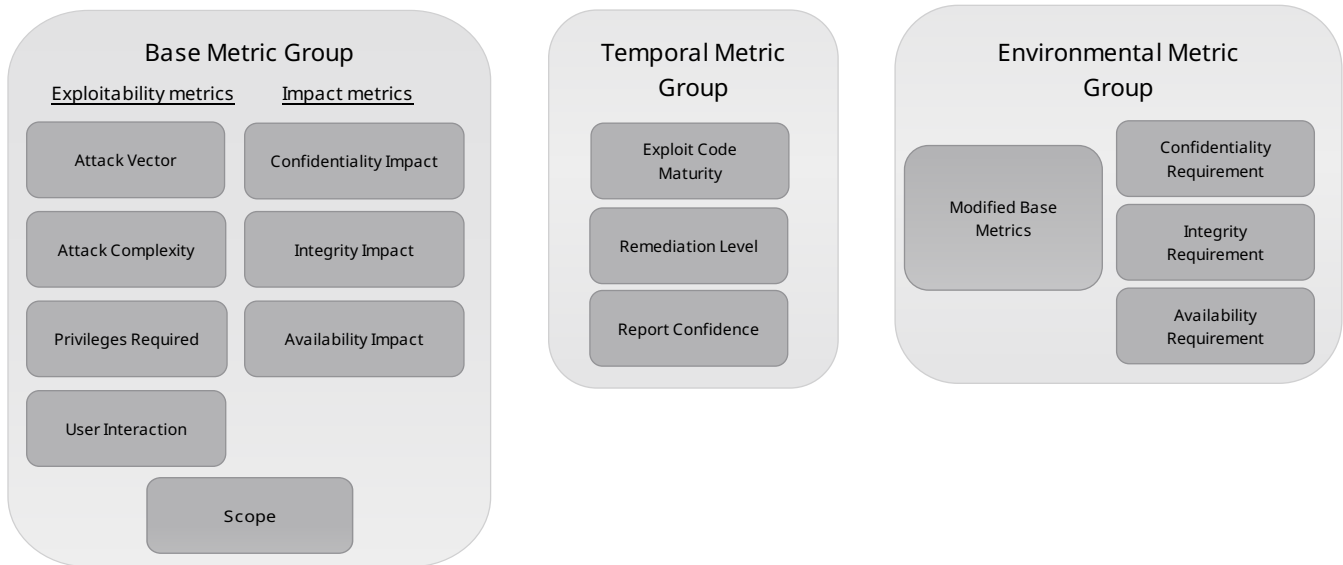 Base Metric Group
Exploitability metrics
Impact metrics
Attack Vector
Confidentiality Impact
Attack Complexity
Integrity Impact
Privileges Required
Availability Impact
User Interaction
Scope
Temporal Metric
Group
Exploit Code
Maturity
Remediation Level
Report Confidence
Environmental Metric
Group
Modified Base
Metrics
Confidentiality
Requirement
Integrity
Requirement
Availability
Requirement